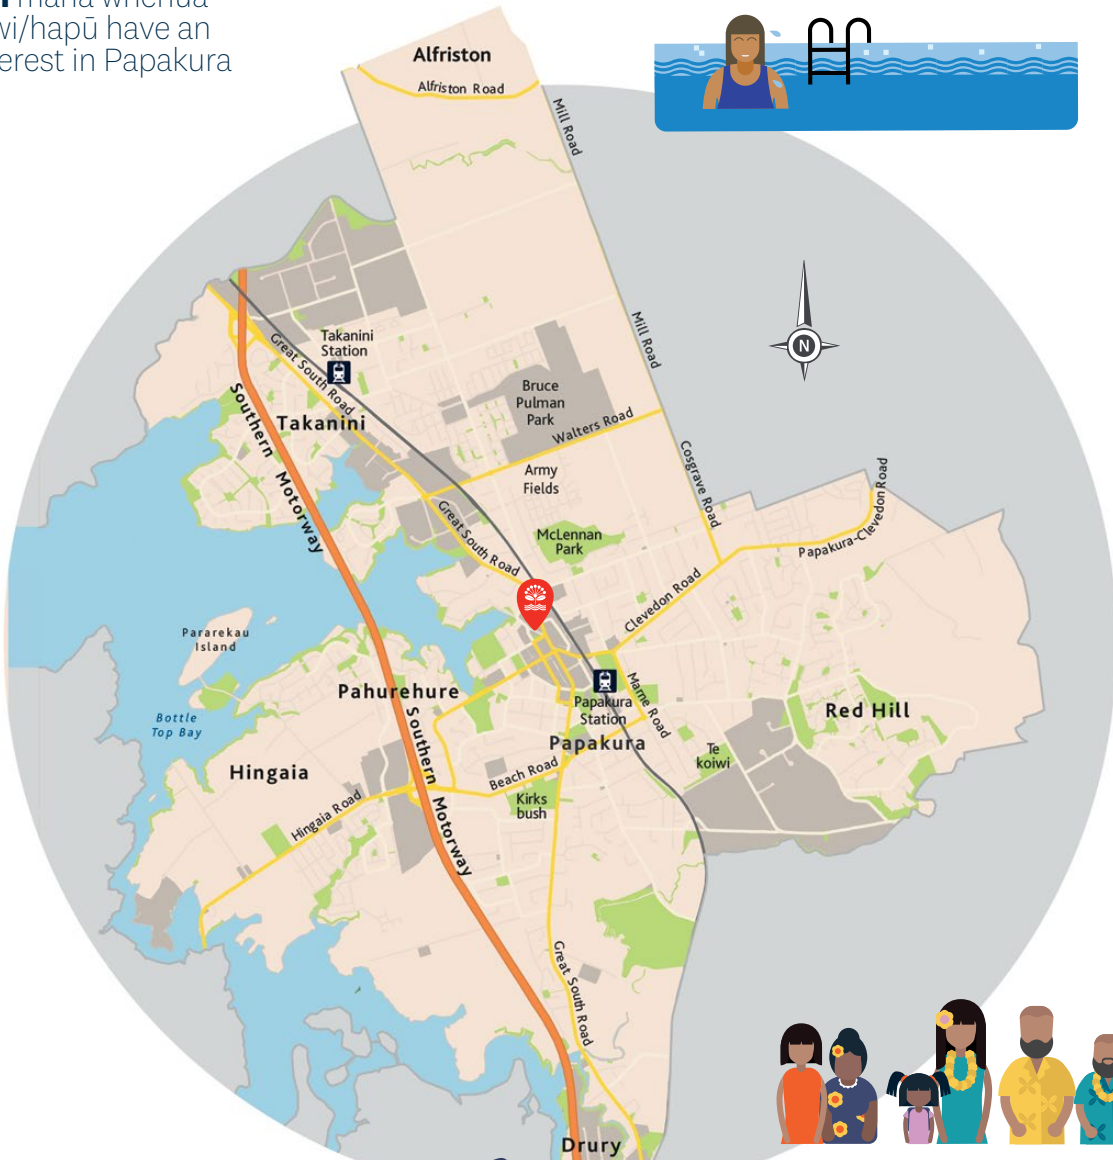 mana whenua
wi/hapū have an
erest in Papakura
Alfriston
Alfriston Road
Mill Road
N
Takanini
Station
Great South Road
Mill Road
Bruce
Pulman
Park
Southern Motorway
Takanini
Walters Road
Army
Fields
Cosgrave Road
Papakura-Clevedon Road
Great South Road
McLennan
Park
Clevedon Road
Pararekau
Island
Pahurehure
Papakura
Station
Marne Road
Red Hill
Bottle
Top Bay
Papakura
Te
koiwi
Hingaia
Southern Motorway
Beach Road
Kirks
bush
Hingaia Road
Great South Road
Drury